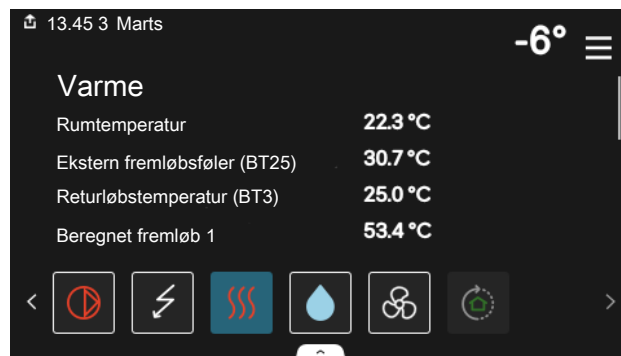 13.45 3 Marts
-6°
Varme
Rumtemperatur 22.3 °C
Ekstern fremløbsføler (BT25) 30.7 °C
Returløbstemperatur (BT3) 25.0 °C
Beregnet fremløb 1 53.4 °C